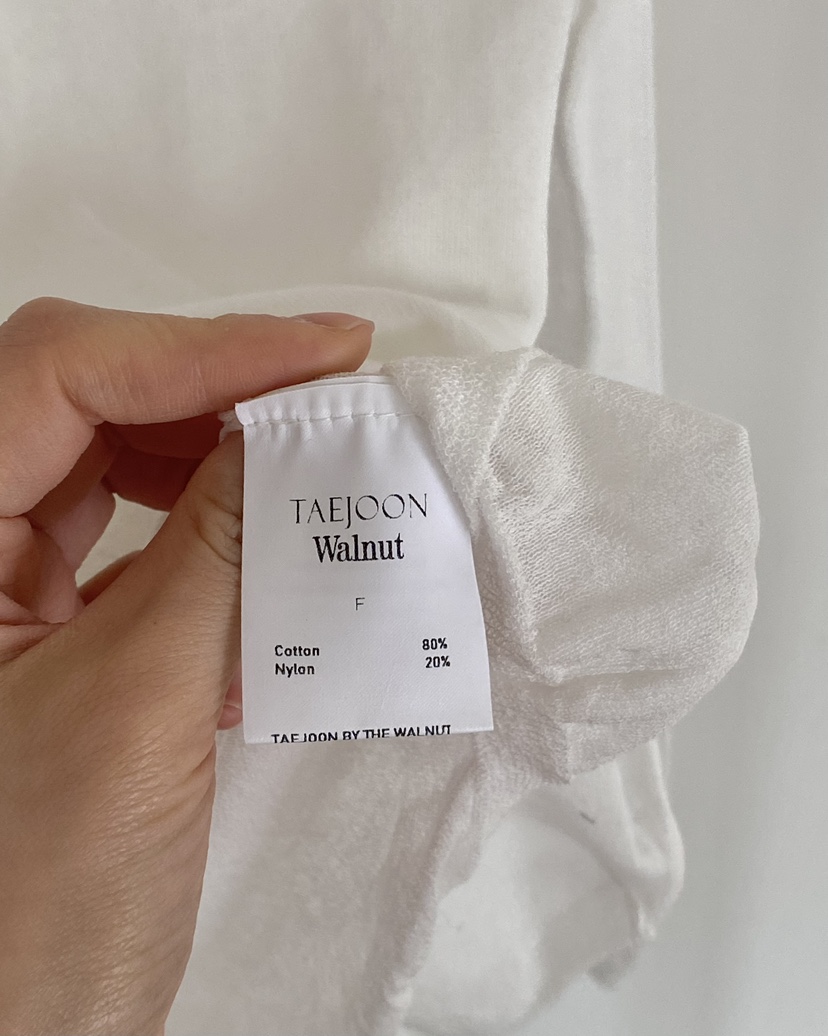 TAEJOON
Walnut
F
Cotton 80%
Nylon 20%
TAEJOON BY THE WALNUT